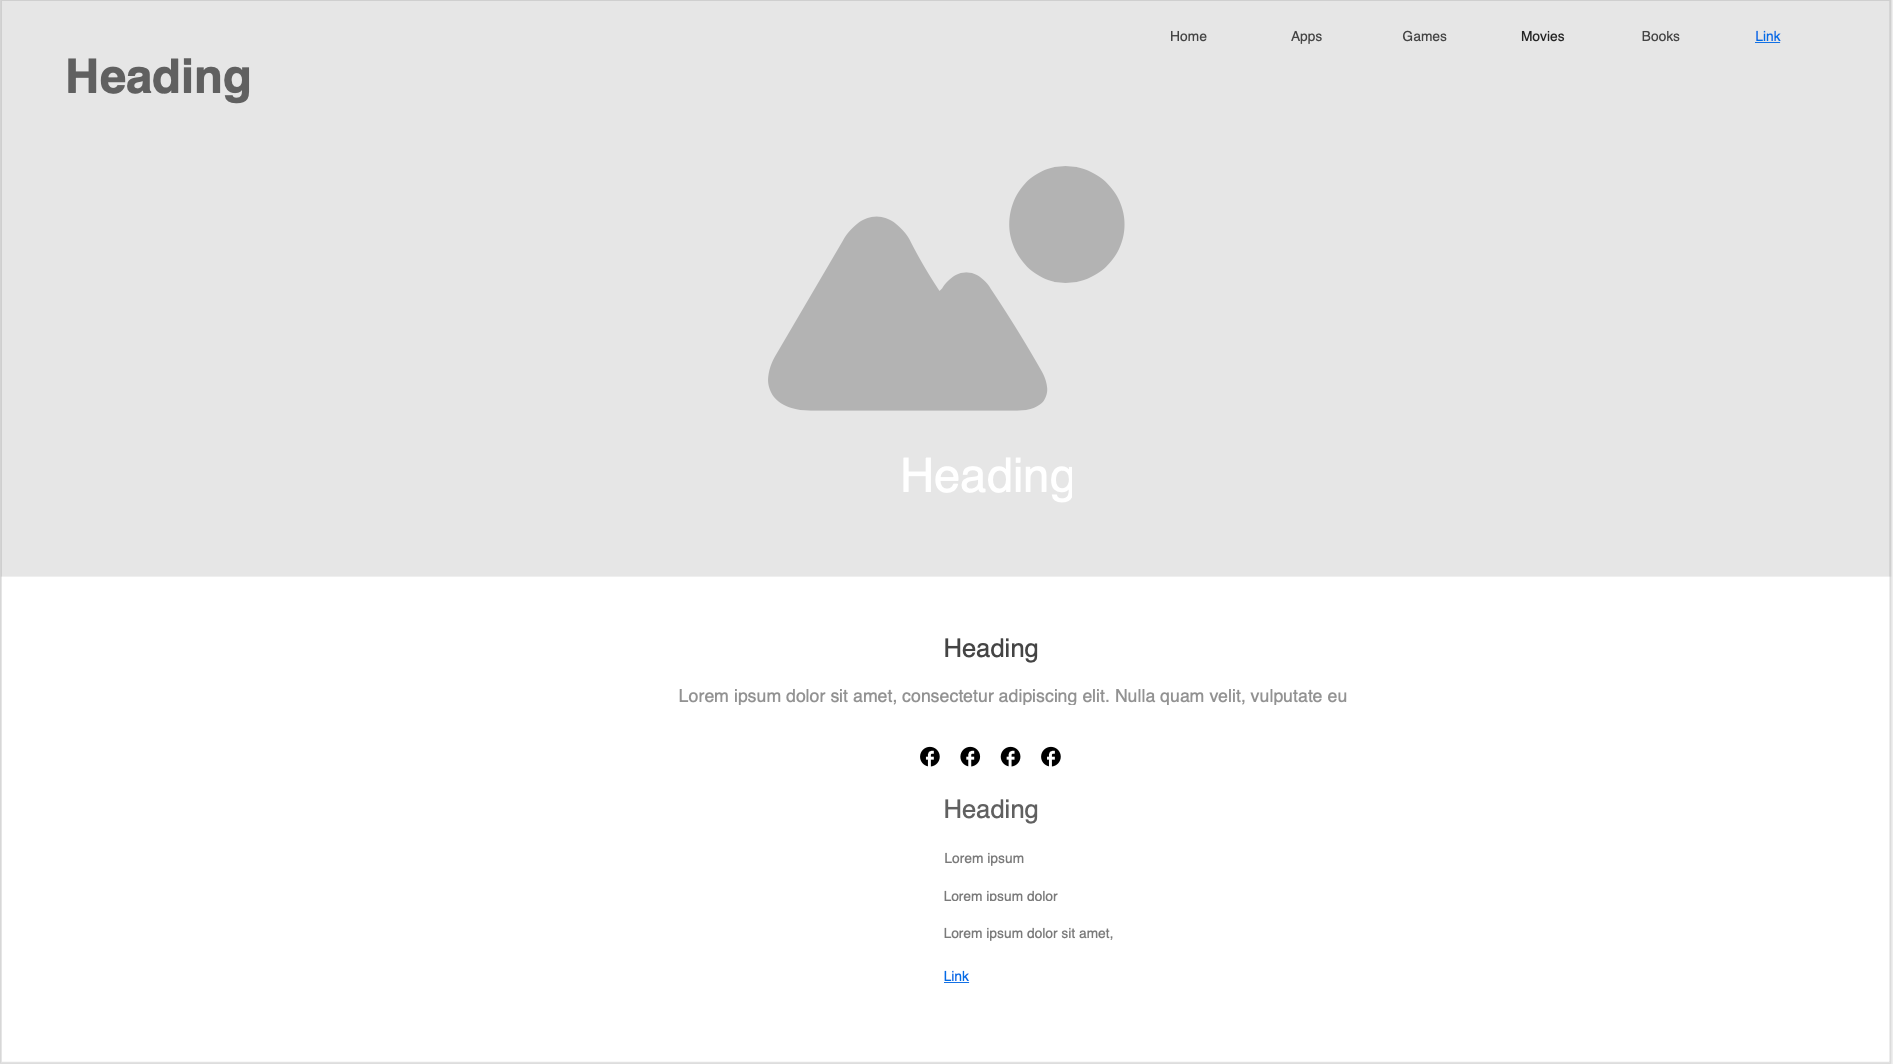 Home Apps Games Movies Books Link
Heading
Heading
Heading
Lorem ipsum dolor sit amet, consectetur adipiscing elit. Nulla quam velit, vulputate eu
Heading
Lorem ipsum
Lorem ipsum dolor
Lorem ipsum dolor sit amet,
Link